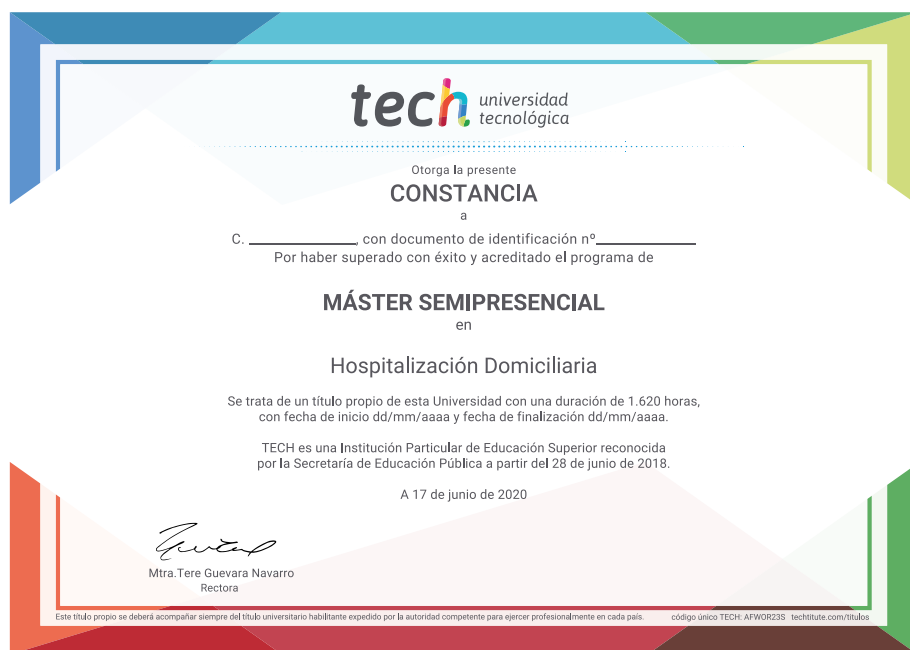 tech universidad
tecnológica
Otorga la presente
CONSTANCIA
a
C. ____________, con documento de identificación nº____________
Por haber superado con éxito y acreditado el programa de
MÁSTER SEMIPRESENCIAL
en
Hospitalización Domiciliaria
Se trata de un título propio de esta Universidad con una duración de 1.620 horas,
con fecha de inicio dd/mm/aaaa y fecha de finalización dd/mm/aaaa.
TECH es una Institución Particular de Educación Superior reconocida
por la Secretaría de Educación Pública a partir del 28 de junio de 2018.
A 17 de junio de 2020
Mtra.Tere Guevara Navarro
Rectora
Este título propio se deberá acompañar siempre del título universitario habilitante expedido por la autoridad competente para ejercer profesionalmente en cada país. código único TECH: AFWOR23S techtitute.com/titulos